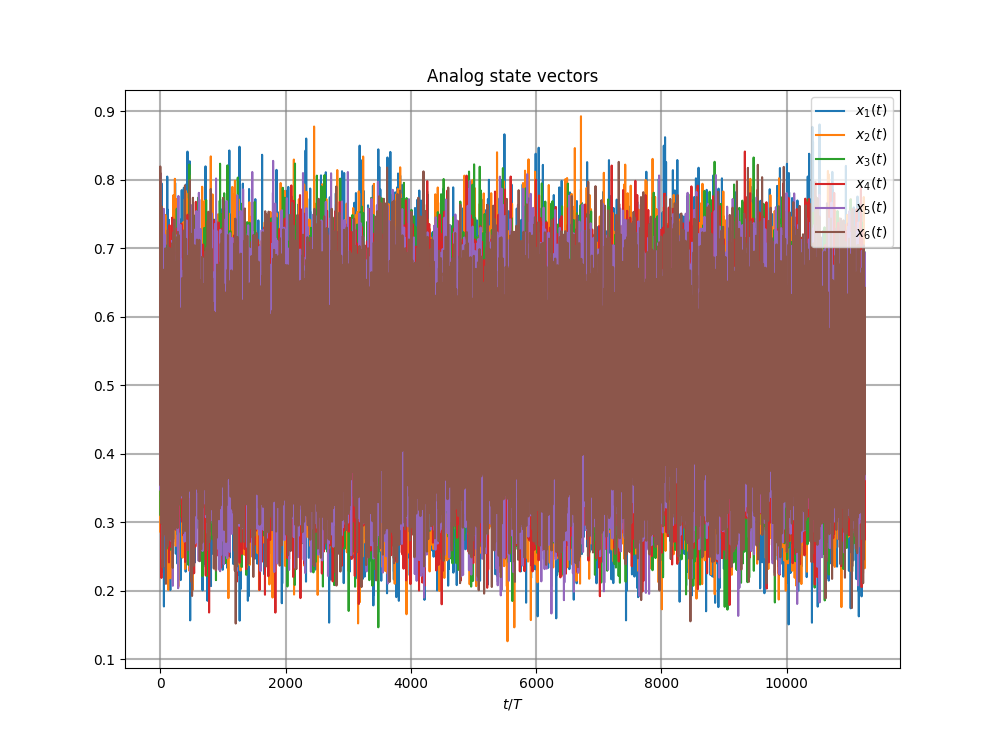 Analog state vectors
0.9
0.8
0.7
0.6
0.5
0.4
0.3
0.2
0.1
0 2000 4000 6000 8000 10000
t/T
x₁(t)
x₂(t)
x₃(t)
x₄(t)
x₅(t)
x₆(t)